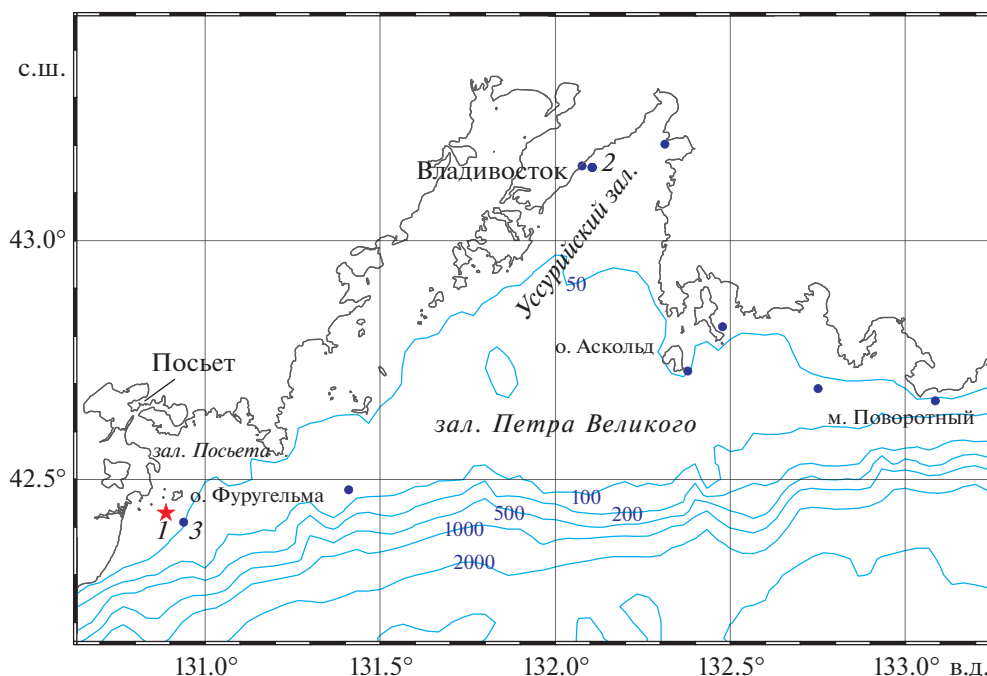 с.ш.
Владивосток
2
Уссурийский зал.
43.0°
50
о. Аскольд
Посьет
зал. Петра Великого
м. Поворотный
зал. Посьета
42.5°
о. Фуругельма
100
500
200
1
3
1000
2000
131.0°
131.5°
132.0°
132.5°
133.0°
в.д.